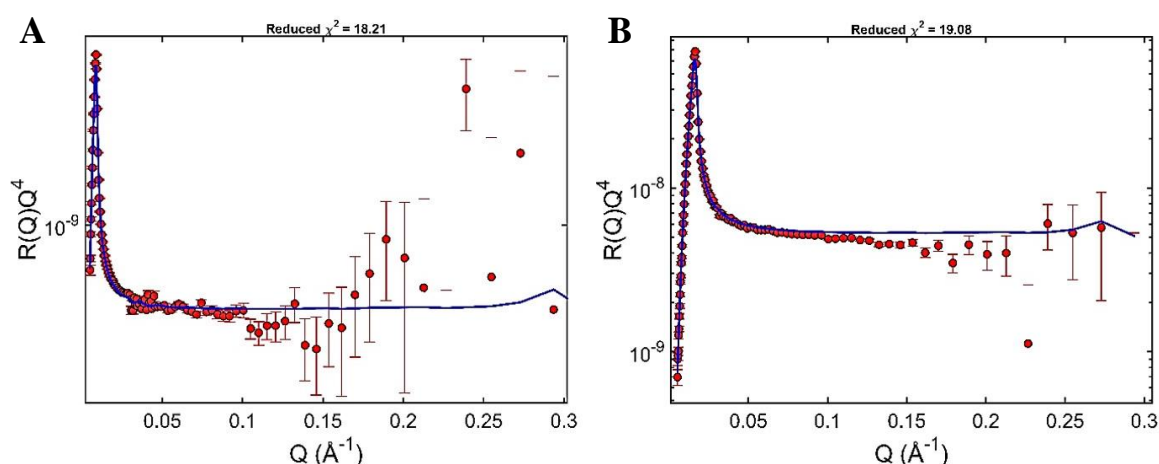 A
Reduced χ² = 18.21
R(Q)Q⁴
10⁻⁹
0.05
0.1
0.15
0.2
0.25
0.3
Q (Å⁻¹)
B
Reduced χ² = 19.08
R(Q)Q⁴
10⁻⁸
10⁻⁹
0.05
0.1
0.15
0.2
0.25
0.3
Q (Å⁻¹)